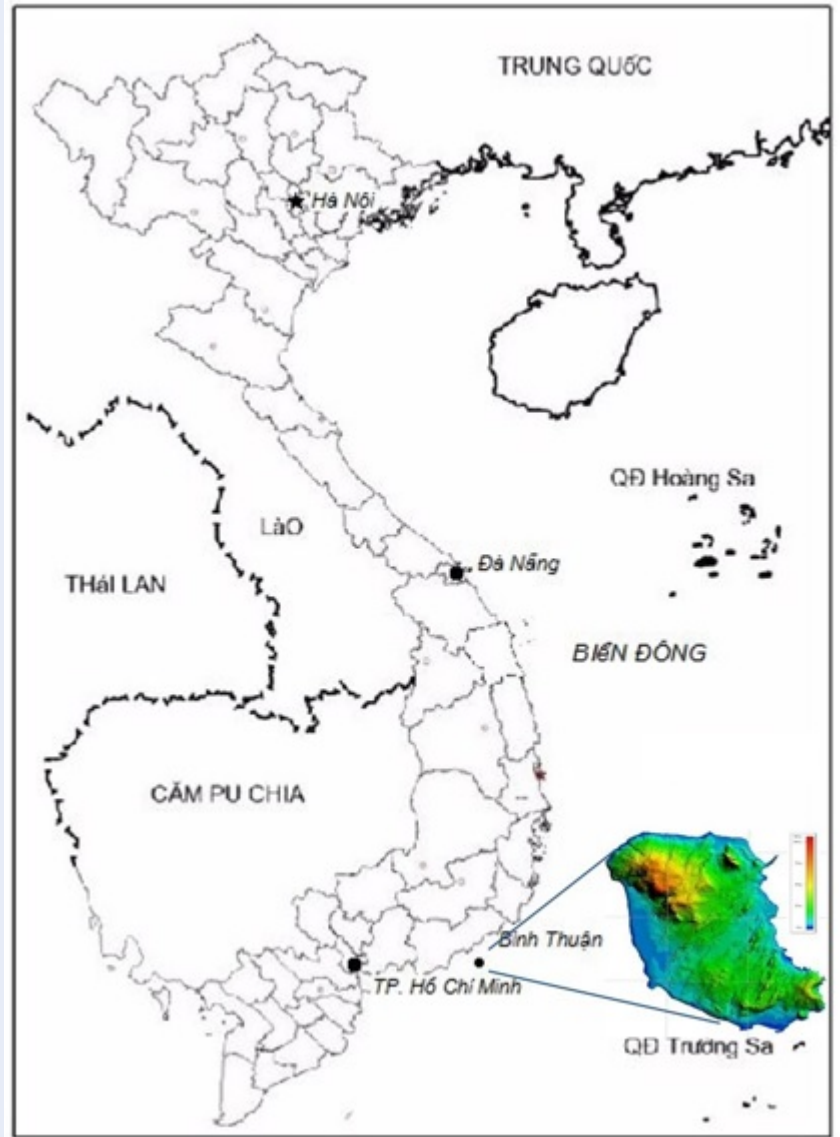 TRUNG QUốC
Hà Nôi
QĐ Hoàng Sa
LàO
Đà Nẵng
THáI LAN
BIểN ĐÔNG
CĂM PU CHIA
Bình Thuận
TP. Hồ Chí Minh
QĐ Trường Sa